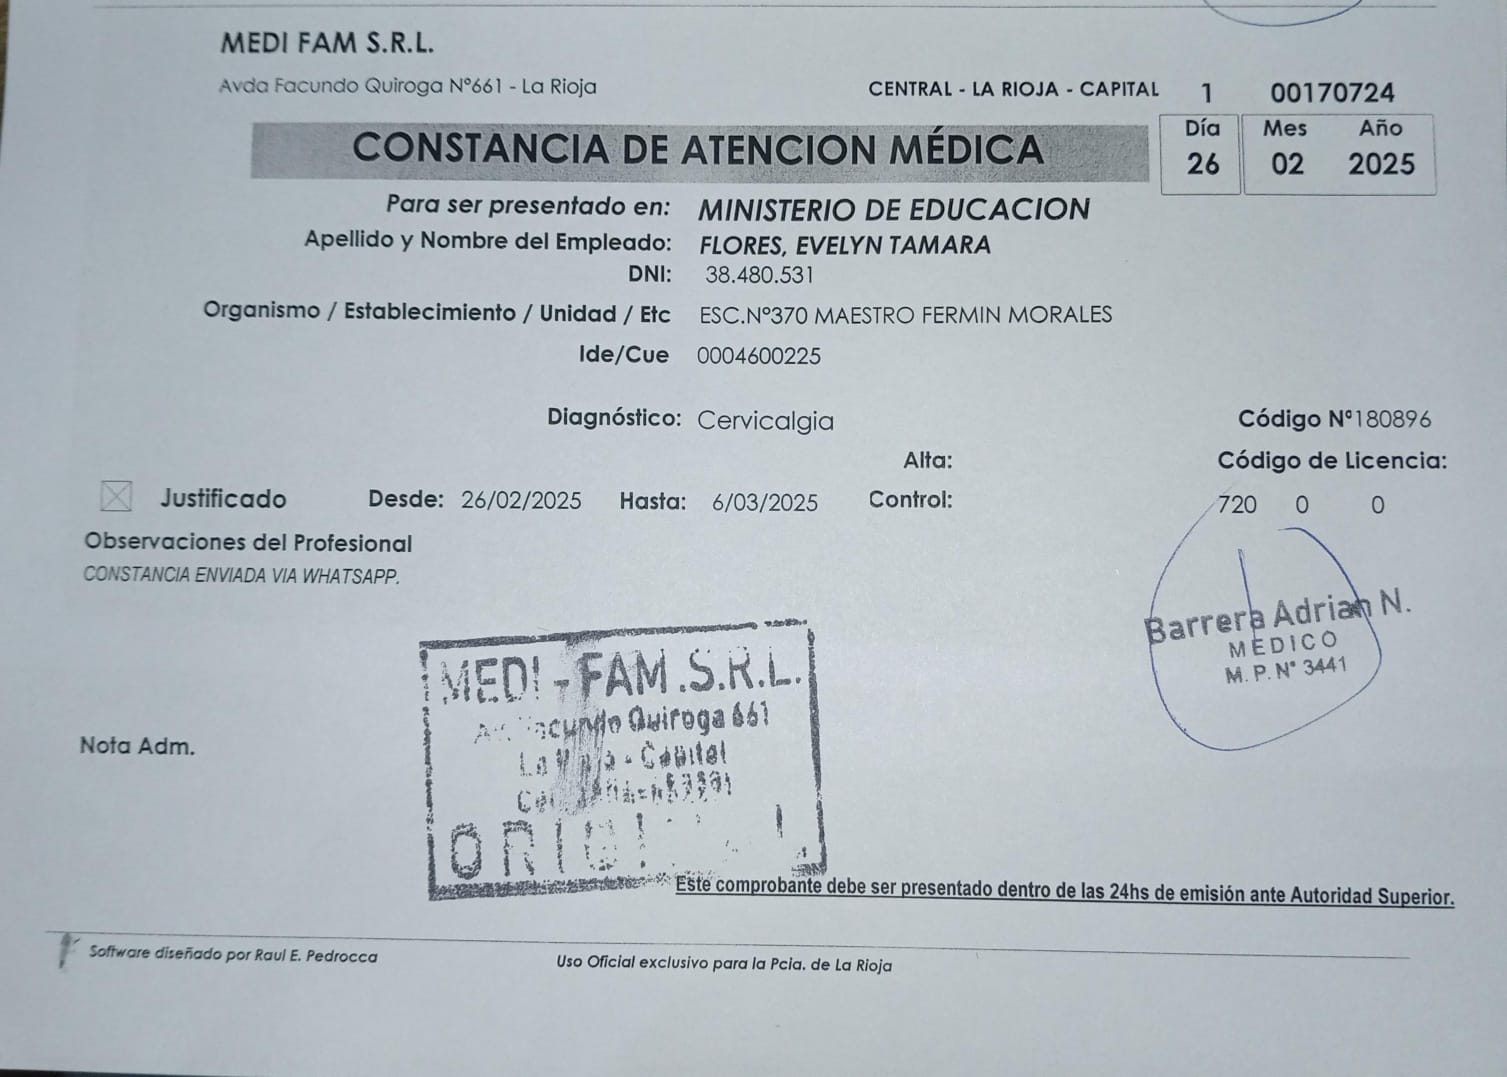 MEDI FAM S.R.L.
Avda Facundo Quiroga Nº661 - La Rioja
CENTRAL - LA RIOJA - CAPITAL 1 00170724
CONSTANCIA DE ATENCION MÉDICA
Día Mes Año
26 02 2025
Para ser presentado en: MINISTERIO DE EDUCACION
Apellido y Nombre del Empleado: FLORES, EVELYN TAMARA
DNI: 38.480.531
Organismo / Establecimiento / Unidad / Etc ESC.Nº370 MAESTRO FERMIN MORALES
Ide/Cue 0004600225
Diagnóstico: Cervicalgia
Código Nº180896
Alta:
Código de Licencia:
Justificado Desde: 26/02/2025 Hasta: 6/03/2025 Control:
720 0 0
Observaciones del Profesional
CONSTANCIA ENVIADA VIA WHATSAPP.
Barrera Adrian N.
MEDICO
M. P. N° 3441
MEDI - FAM .S.R.L.
Quiroga 661
Nota Adm.
Este comprobante debe ser presentado dentro de las 24hs de emisión ante Autoridad Superior.
Software diseñado por Raul E. Pedrocca
Uso Oficial exclusivo para la Pcia. de La Rioja